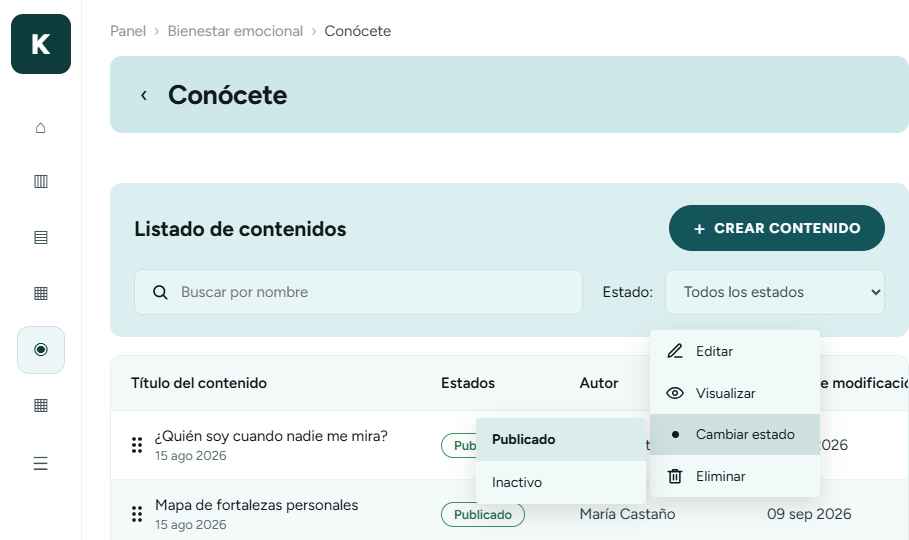 K
Panel › Bienestar emocional › Conócete
‹ Conócete
Listado de contenidos
+ CREAR CONTENIDO
Buscar por nombre
Estado:
Todos los estados
Editar
Visualizar
Cambiar estado
Eliminar
Título del contenido
Estados
Autor
modificació
¿Quién soy cuando nadie me mira?
15 ago 2026
Publicado
Inactivo
Mapa de fortalezas personales
15 ago 2026
Publicado
María Castaño
09 sep 2026